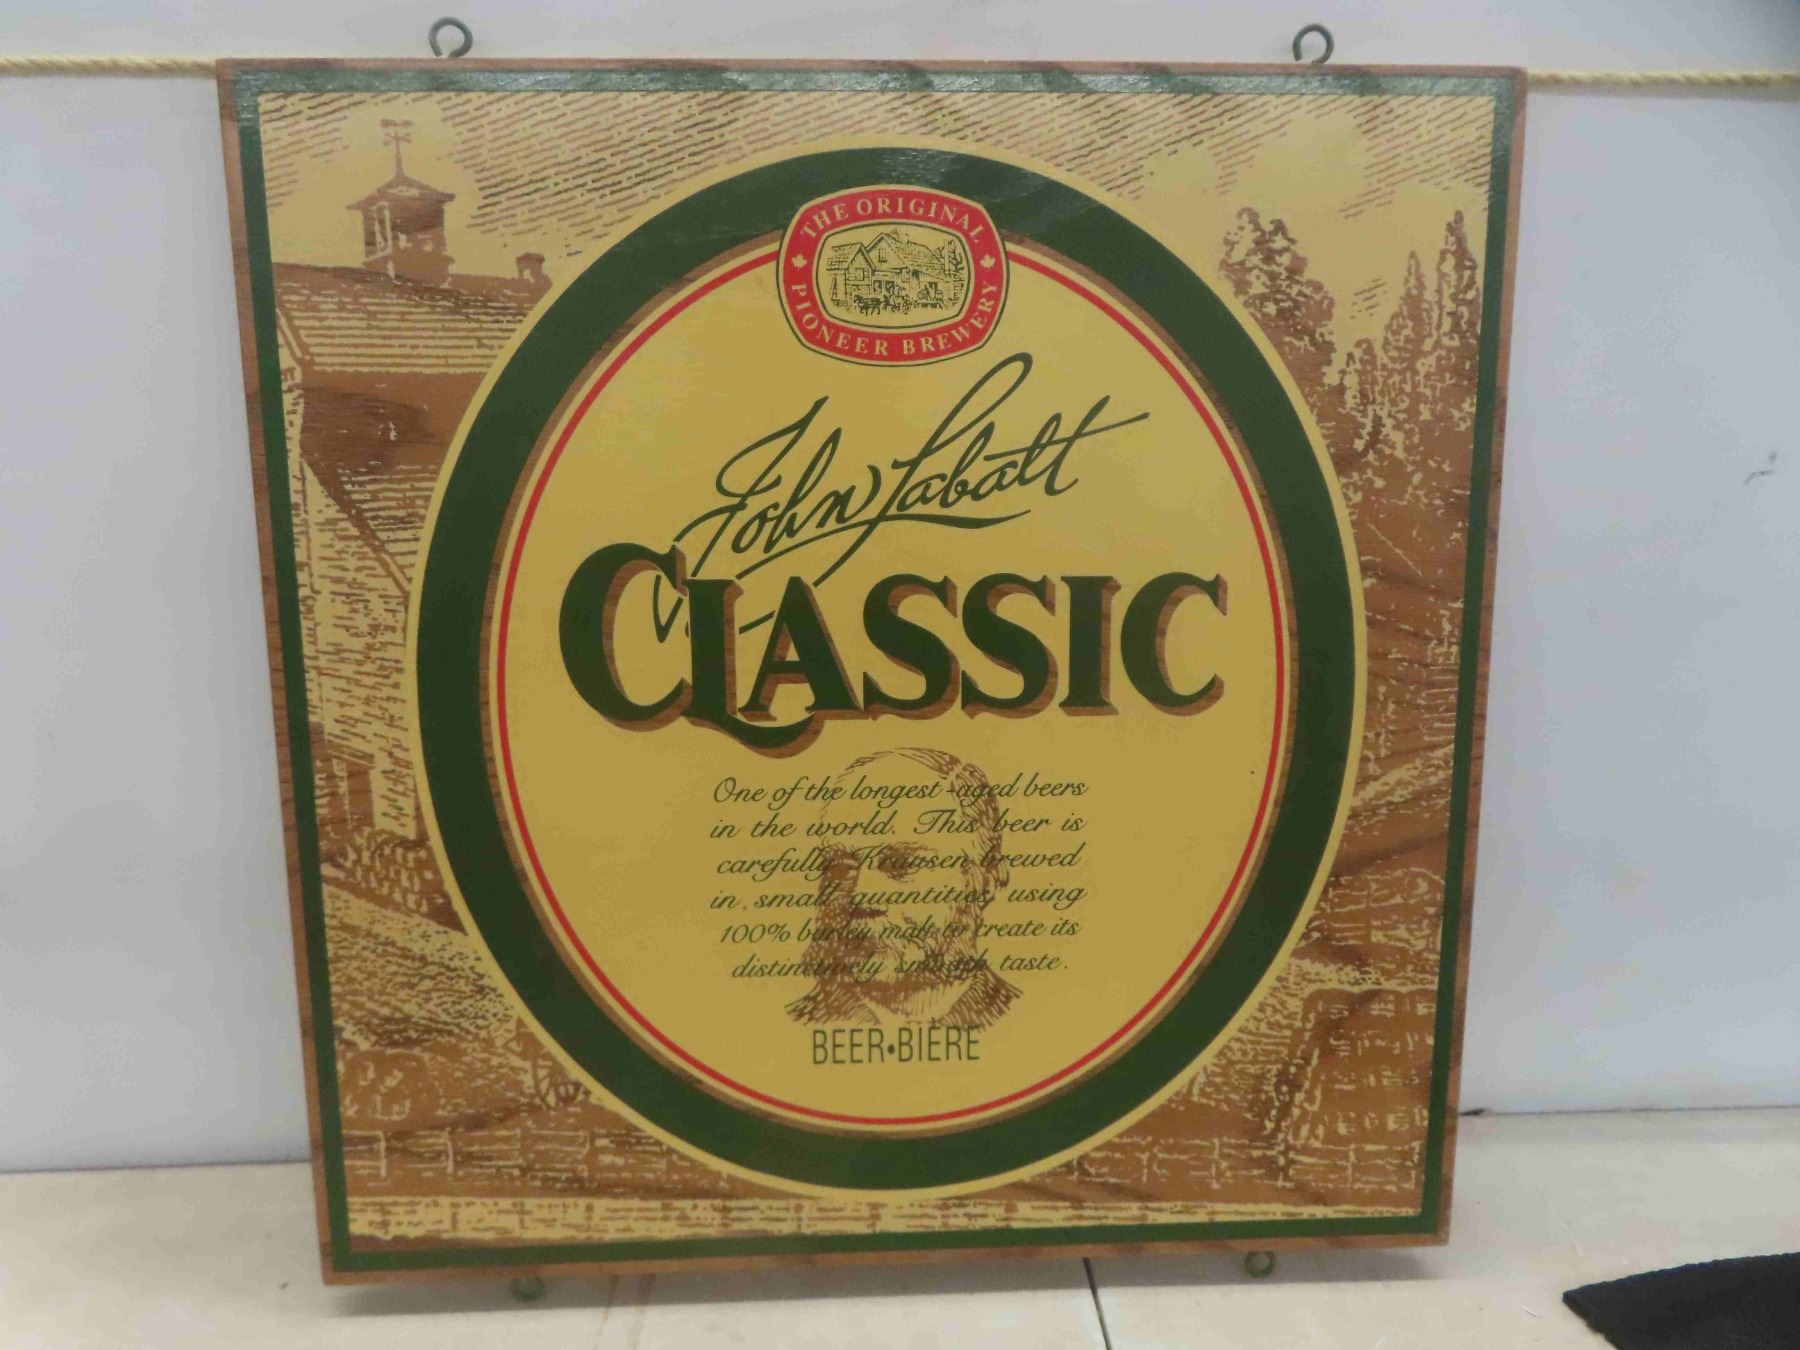 THE ORIGINAL
PIONEER BREWERY
John Labatt
CLASSIC
One of the longest-aged beers
in the world. This beer is
carefully Krausen brewed
in small quantities, using
100% barley malt to create its
distinctively smooth taste.
BEER•BIÈRE